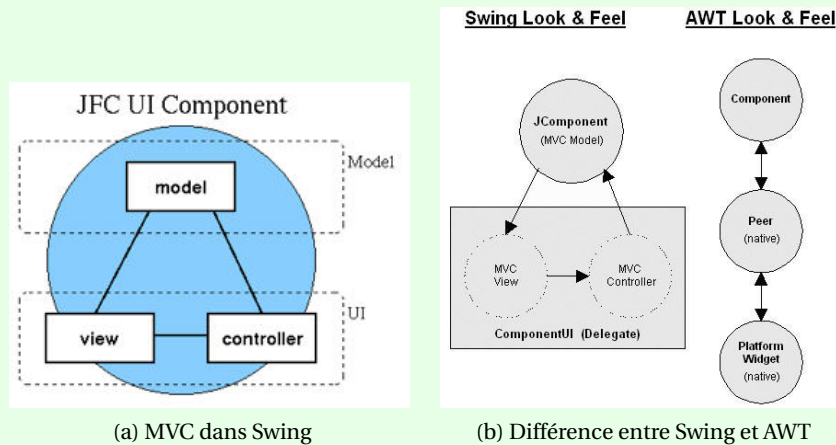 JFC UI Component
Model
model
UI
view
controller
(a) MVC dans Swing
Swing Look & Feel
JComponent
(MVC Model)
MVC
View
MVC
Controller
ComponentUI (Delegate)
AWT Look & Feel
Component
Peer
(native)
Platform
Widget
(native)
(b) Différence entre Swing et AWT